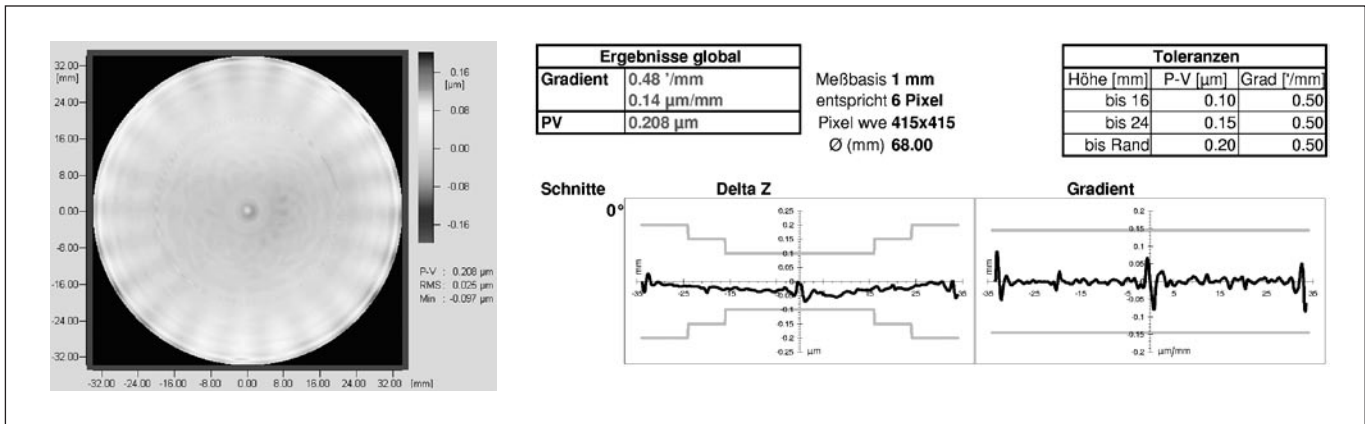 32.00
[mm]
24.00
16.00
8.00
0.00
-8.00
-16.00
-24.00
-32.00
-32.00 -24.00 -16.00 -8.00 0.00 8.00 16.00 24.00 32.00 [mm]
0.16
[µm]
0.08
0.00
-0.08
-0.16
P-V : 0.208 µm
RMS : 0.025 µm
Min : -0.097 µm
Ergebnisse global
Gradient 0.48 '/mm
0.14 µm/mm
PV 0.208 µm
Meßbasis 1 mm
entspricht 6 Pixel
Pixel wve 415x415
Ø (mm) 68.00
Toleranzen
Höhe [mm] P-V [µm] Grad ['/mm]
bis 16 0.10 0.50
bis 24 0.15 0.50
bis Rand 0.20 0.50
Schnitte Delta Z Gradient
0°
0.25
0.2
0.15
0.1
0.05
mm
-35 -25 -15 -5 5 15 25 35
-0.05
-0.1
-0.15
-0.2
-0.25
µm
0.2
0.15
0.1
0.05
mm
-35 -25 -15 -5 5 15 25 35
-0.05
-0.1
-0.15
-0.2
µm/mm